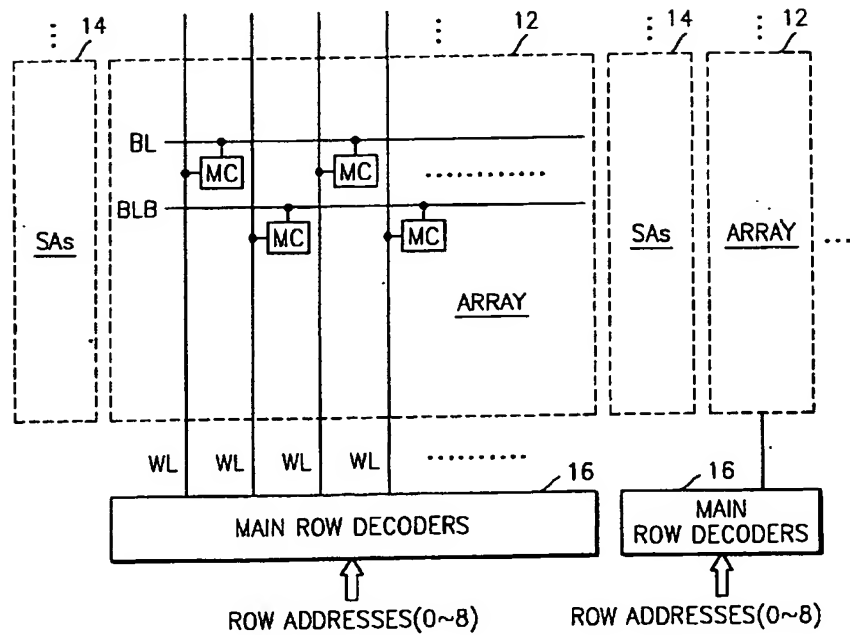 14
12
14
12
BL
MC
MC
BLB
MC
MC
SAs
ARRAY
SAs
ARRAY
WL
WL
WL
WL
16
16
MAIN ROW DECODERS
MAIN
ROW DECODERS
ROW ADDRESSES(0~8)
ROW ADDRESSES(0~8)